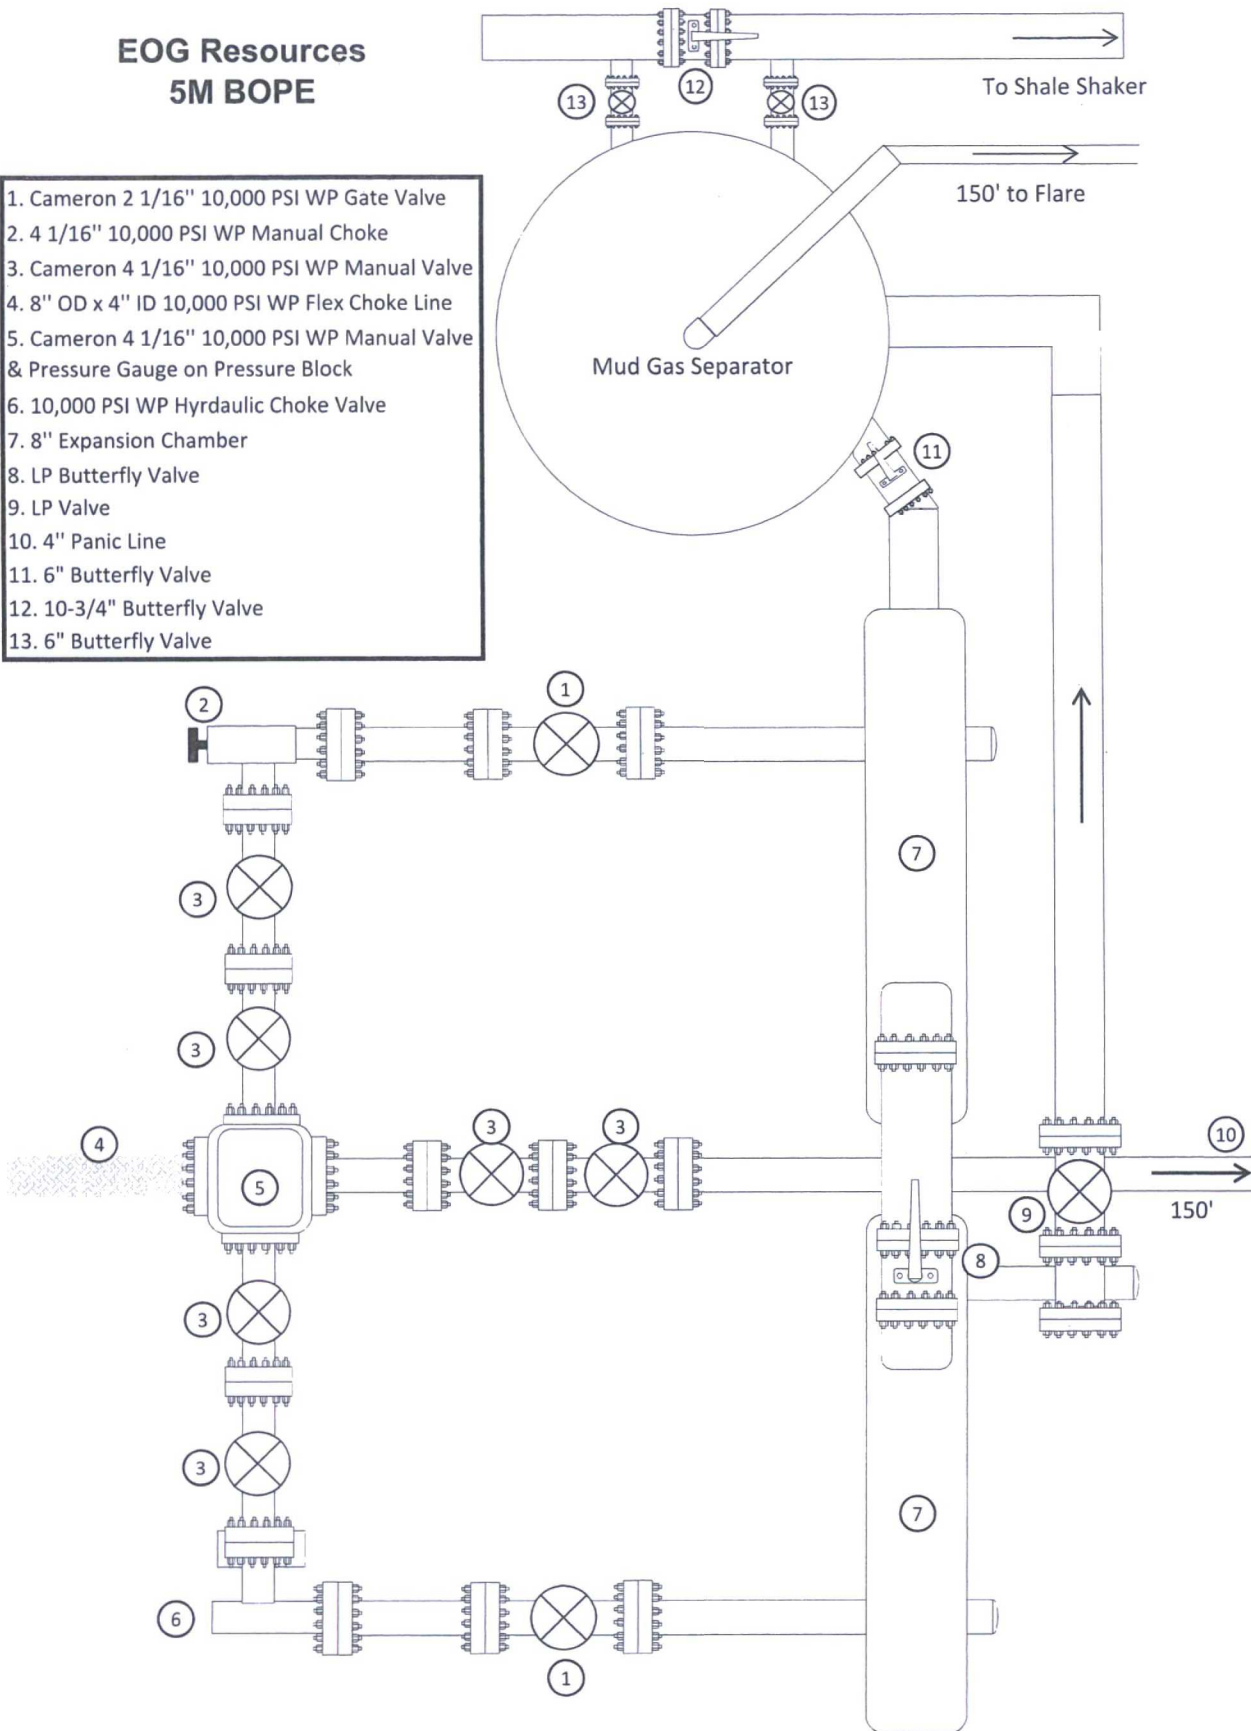 EOG Resources
5M BOPE
To Shale Shaker
150' to Flare
1. Cameron 2 1/16'' 10,000 PSI WP Gate Valve
2. 4 1/16'' 10,000 PSI WP Manual Choke
3. Cameron 4 1/16'' 10,000 PSI WP Manual Valve
4. 8'' OD x 4'' ID 10,000 PSI WP Flex Choke Line
5. Cameron 4 1/16'' 10,000 PSI WP Manual Valve
& Pressure Gauge on Pressure Block
6. 10,000 PSI WP Hyrdaulic Choke Valve
7. 8'' Expansion Chamber
8. LP Butterfly Valve
9. LP Valve
10. 4'' Panic Line
11. 6" Butterfly Valve
12. 10-3/4" Butterfly Valve
13. 6" Butterfly Valve
13
12
13
Mud Gas Separator
11
1
2
7
3
3
4
3
3
10
5
9
150'
8
3
3
7
6
1